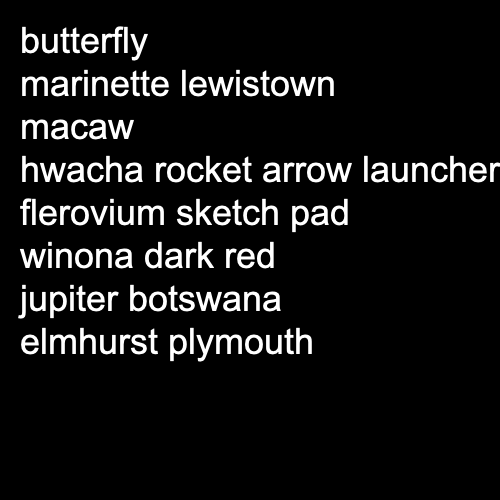 butterfly
marinette lewistown
macaw
hwacha rocket arrow launcher
flerovium sketch pad
winona dark red
jupiter botswana
elmhurst plymouth